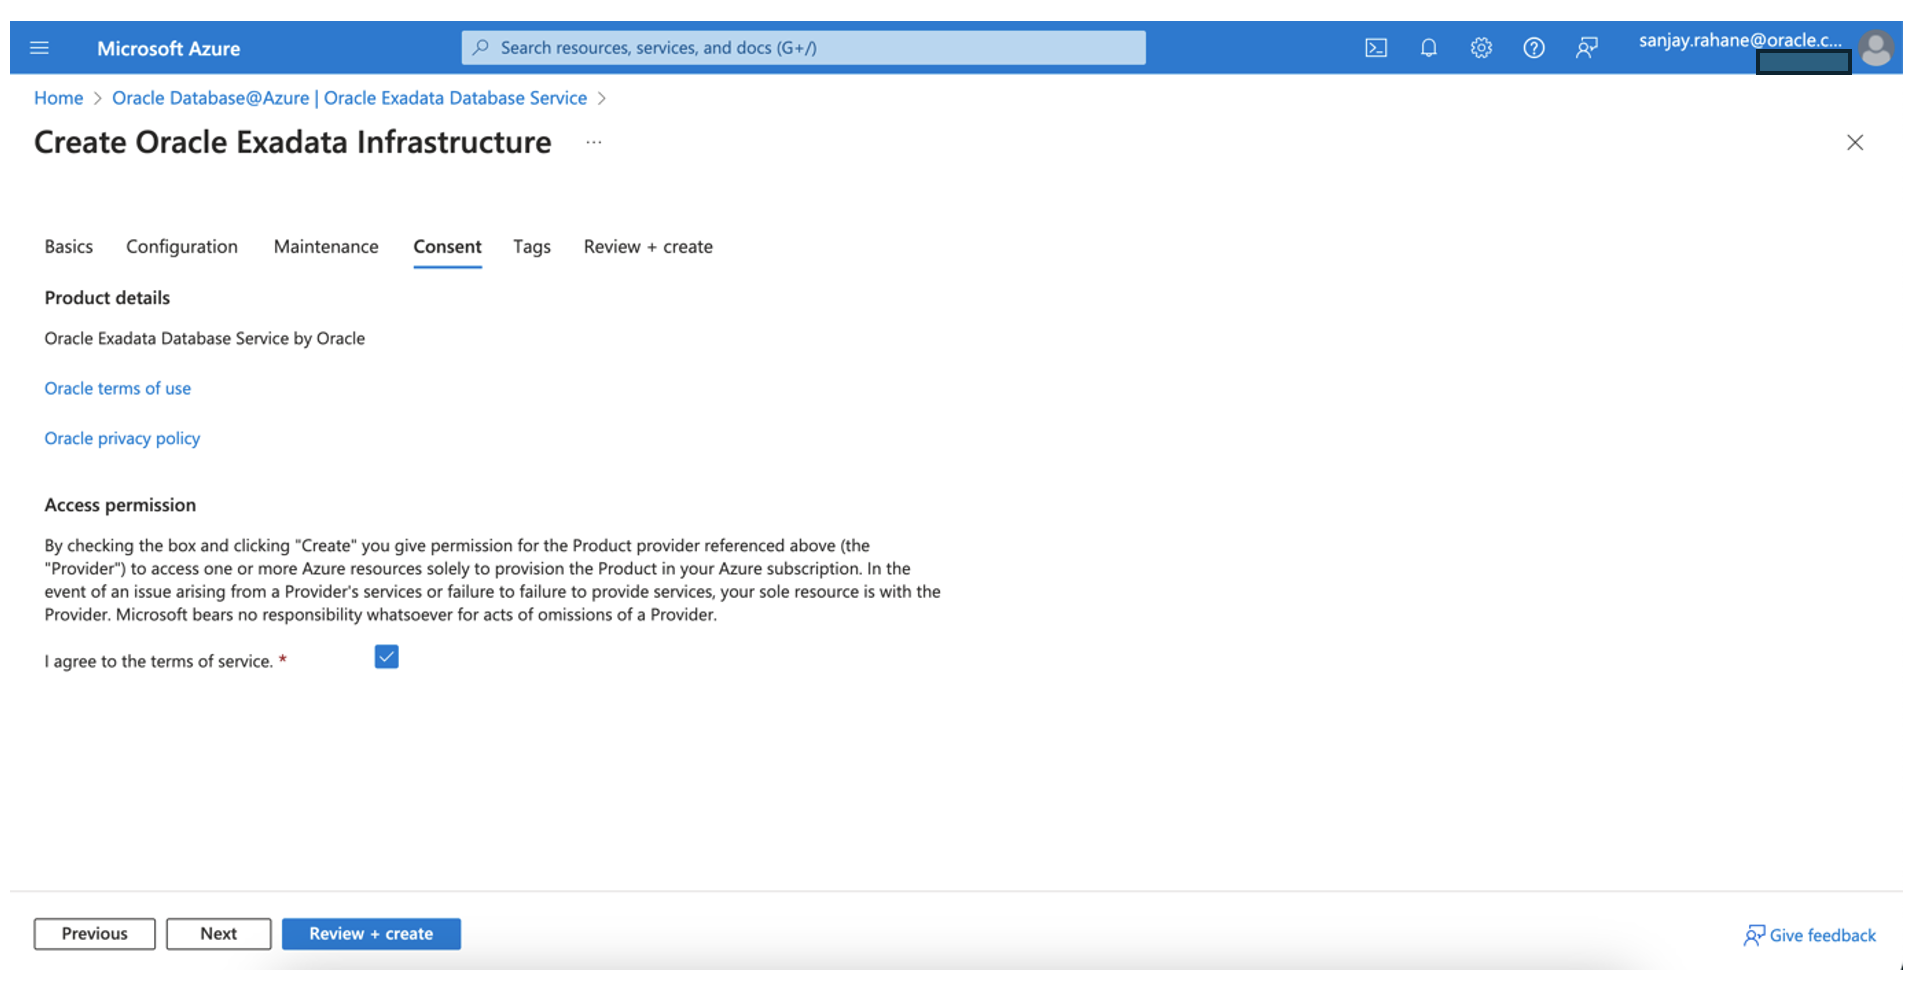 Microsoft Azure
Search resources, services, and docs (G+/)
sanjay.rahane@oracle.c...
Home > Oracle Database@Azure | Oracle Exadata Database Service >
Create Oracle Exadata Infrastructure ...
Basics Configuration Maintenance Consent Tags Review + create
Product details
Oracle Exadata Database Service by Oracle
Oracle terms of use
Oracle privacy policy
Access permission
By checking the box and clicking "Create" you give permission for the Product provider referenced above (the
"Provider") to access one or more Azure resources solely to provision the Product in your Azure subscription. In the
event of an issue arising from a Provider's services or failure to failure to provide services, your sole resource is with the
Provider. Microsoft bears no responsibility whatsoever for acts of omissions of a Provider.
I agree to the terms of service. *
Previous Next Review + create
Give feedback